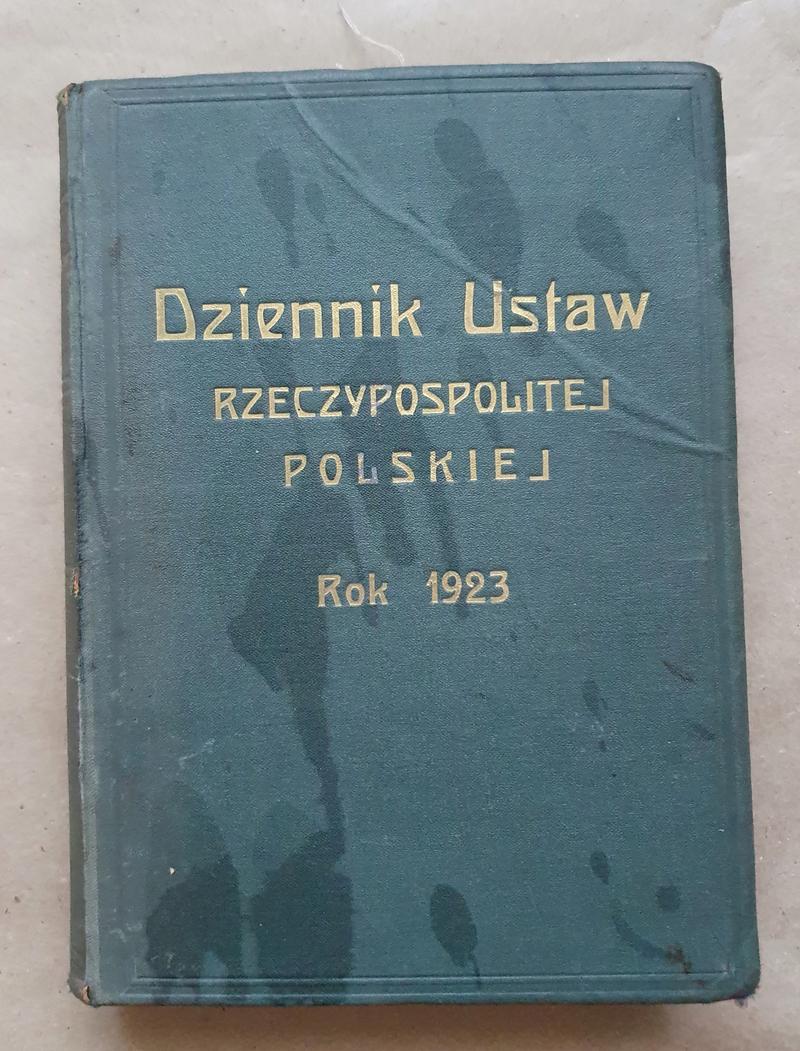 Dziennik Ustaw
RZECZYPOSPOLITEJ
POLSKIEJ
Rok 1923